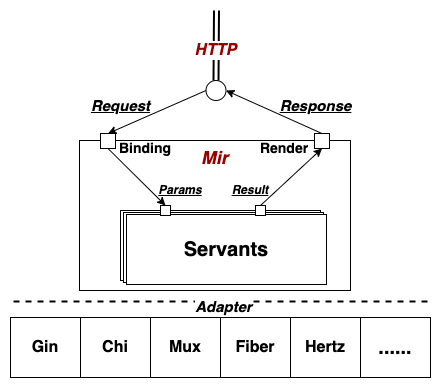 HTTP
Request
Response
Binding
Render
Mir
Params
Result
Servants
Adapter
Gin
Chi
Mux
Fiber
Hertz
......